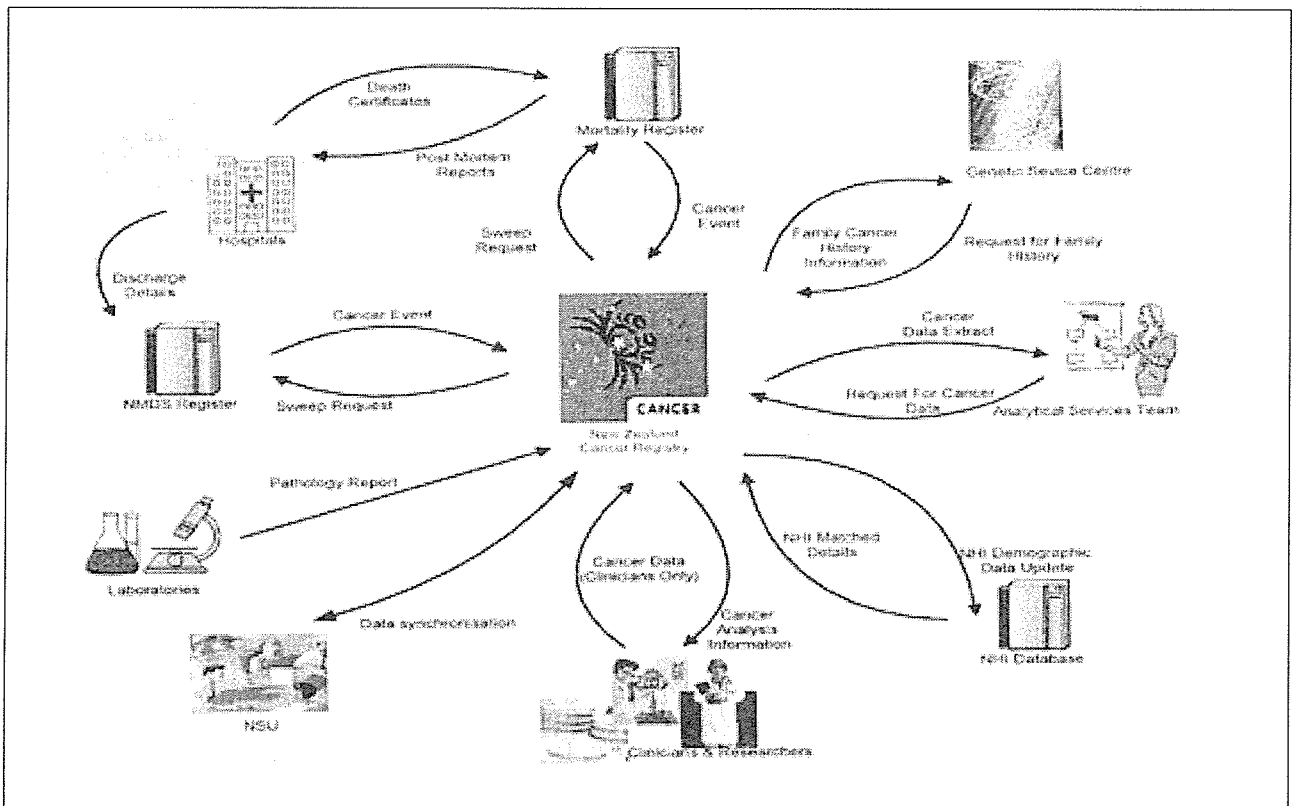 Death
Certificates
Mortality Register
Post Mortem
Reports
Genetic Sevice Centre
Hospitals
Sweep
Request
Cancer
Event
Family Cancer
History
Information
Request for Family
History
Discharge
Details
Cancer Event
NMDS Register
Sweep Request
CANCER
New Zealand
Cancer Registry
Cancer
Data Extract
Request For Cancer
Data
Analytical Services Team
Pathology Report
Laboratories
Cancer Data
(Clinicians Only)
NHI Matched
Details
NHI Demographic
Data Update
Data synchronisation
Cancer
Analysis
Information
NHI Database
NSU
Clinicians & Researchers